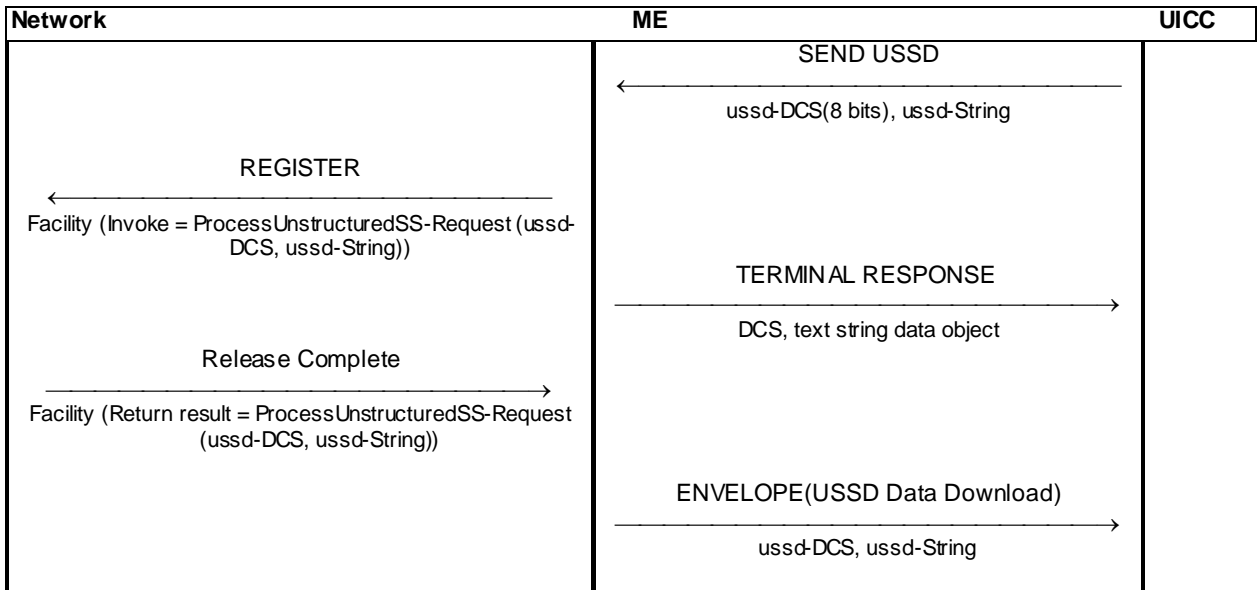 Network ME UICC
SEND USSD
ussd-DCS(8 bits), ussd-String
REGISTER
Facility (Invoke = ProcessUnstructuredSS-Request (ussd-
DCS, ussd-String))
TERMINAL RESPONSE
DCS, text string data object
Release Complete
Facility (Return result = ProcessUnstructuredSS-Request
(ussd-DCS, ussd-String))
ENVELOPE(USSD Data Download)
ussd-DCS, ussd-String